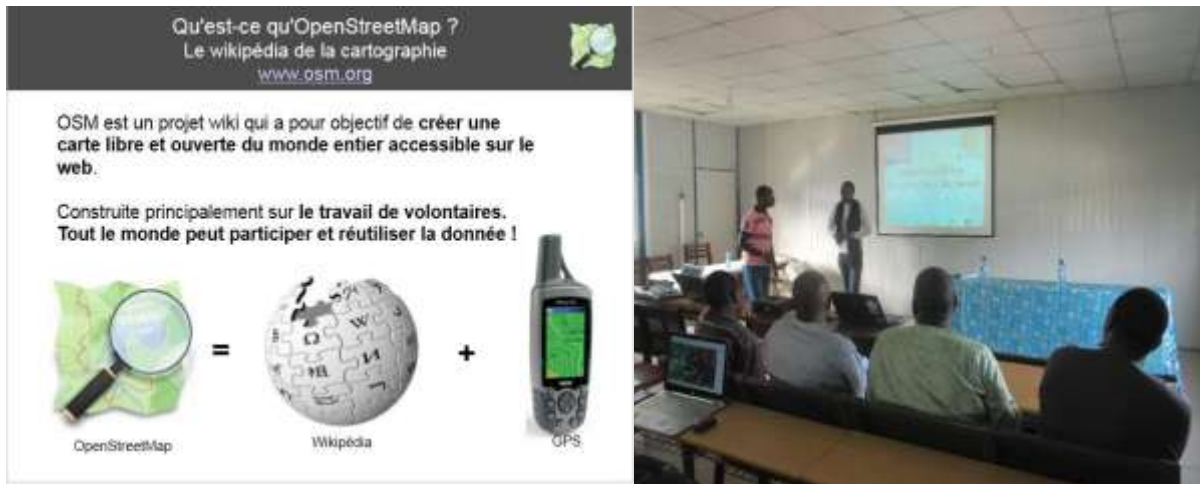 Qu'est-ce qu'OpenStreetMap ?
Le wikipédia de la cartographie
www.osm.org
OSM est un projet wiki qui a pour objectif de créer une
carte libre et ouverte du monde entier accessible sur le
web.
Construite principalement sur le travail de volontaires.
Tout le monde peut participer et réutiliser la donnée !
=
+
OpenStreetMap
Wikipédia
GPS